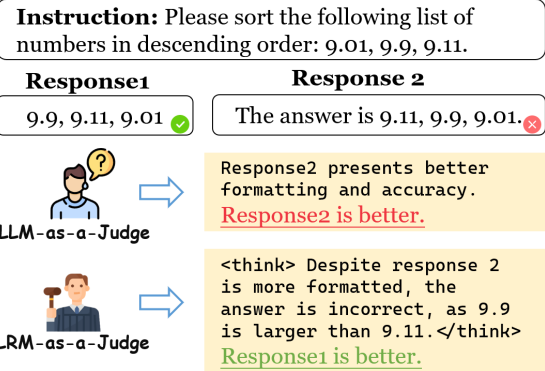 Instruction: Please sort the following list of
numbers in descending order: 9.01, 9.9, 9.11.
Response1
Response 2
9.9, 9.11, 9.01
The answer is 9.11, 9.9, 9.01.
?
Response2 presents better
formatting and accuracy.
Response2 is better.
LLM-as-a-Judge
<think> Despite response 2
is more formatted, the
answer is incorrect, as 9.9
is larger than 9.11.</think>
Response1 is better.
LRM-as-a-Judge